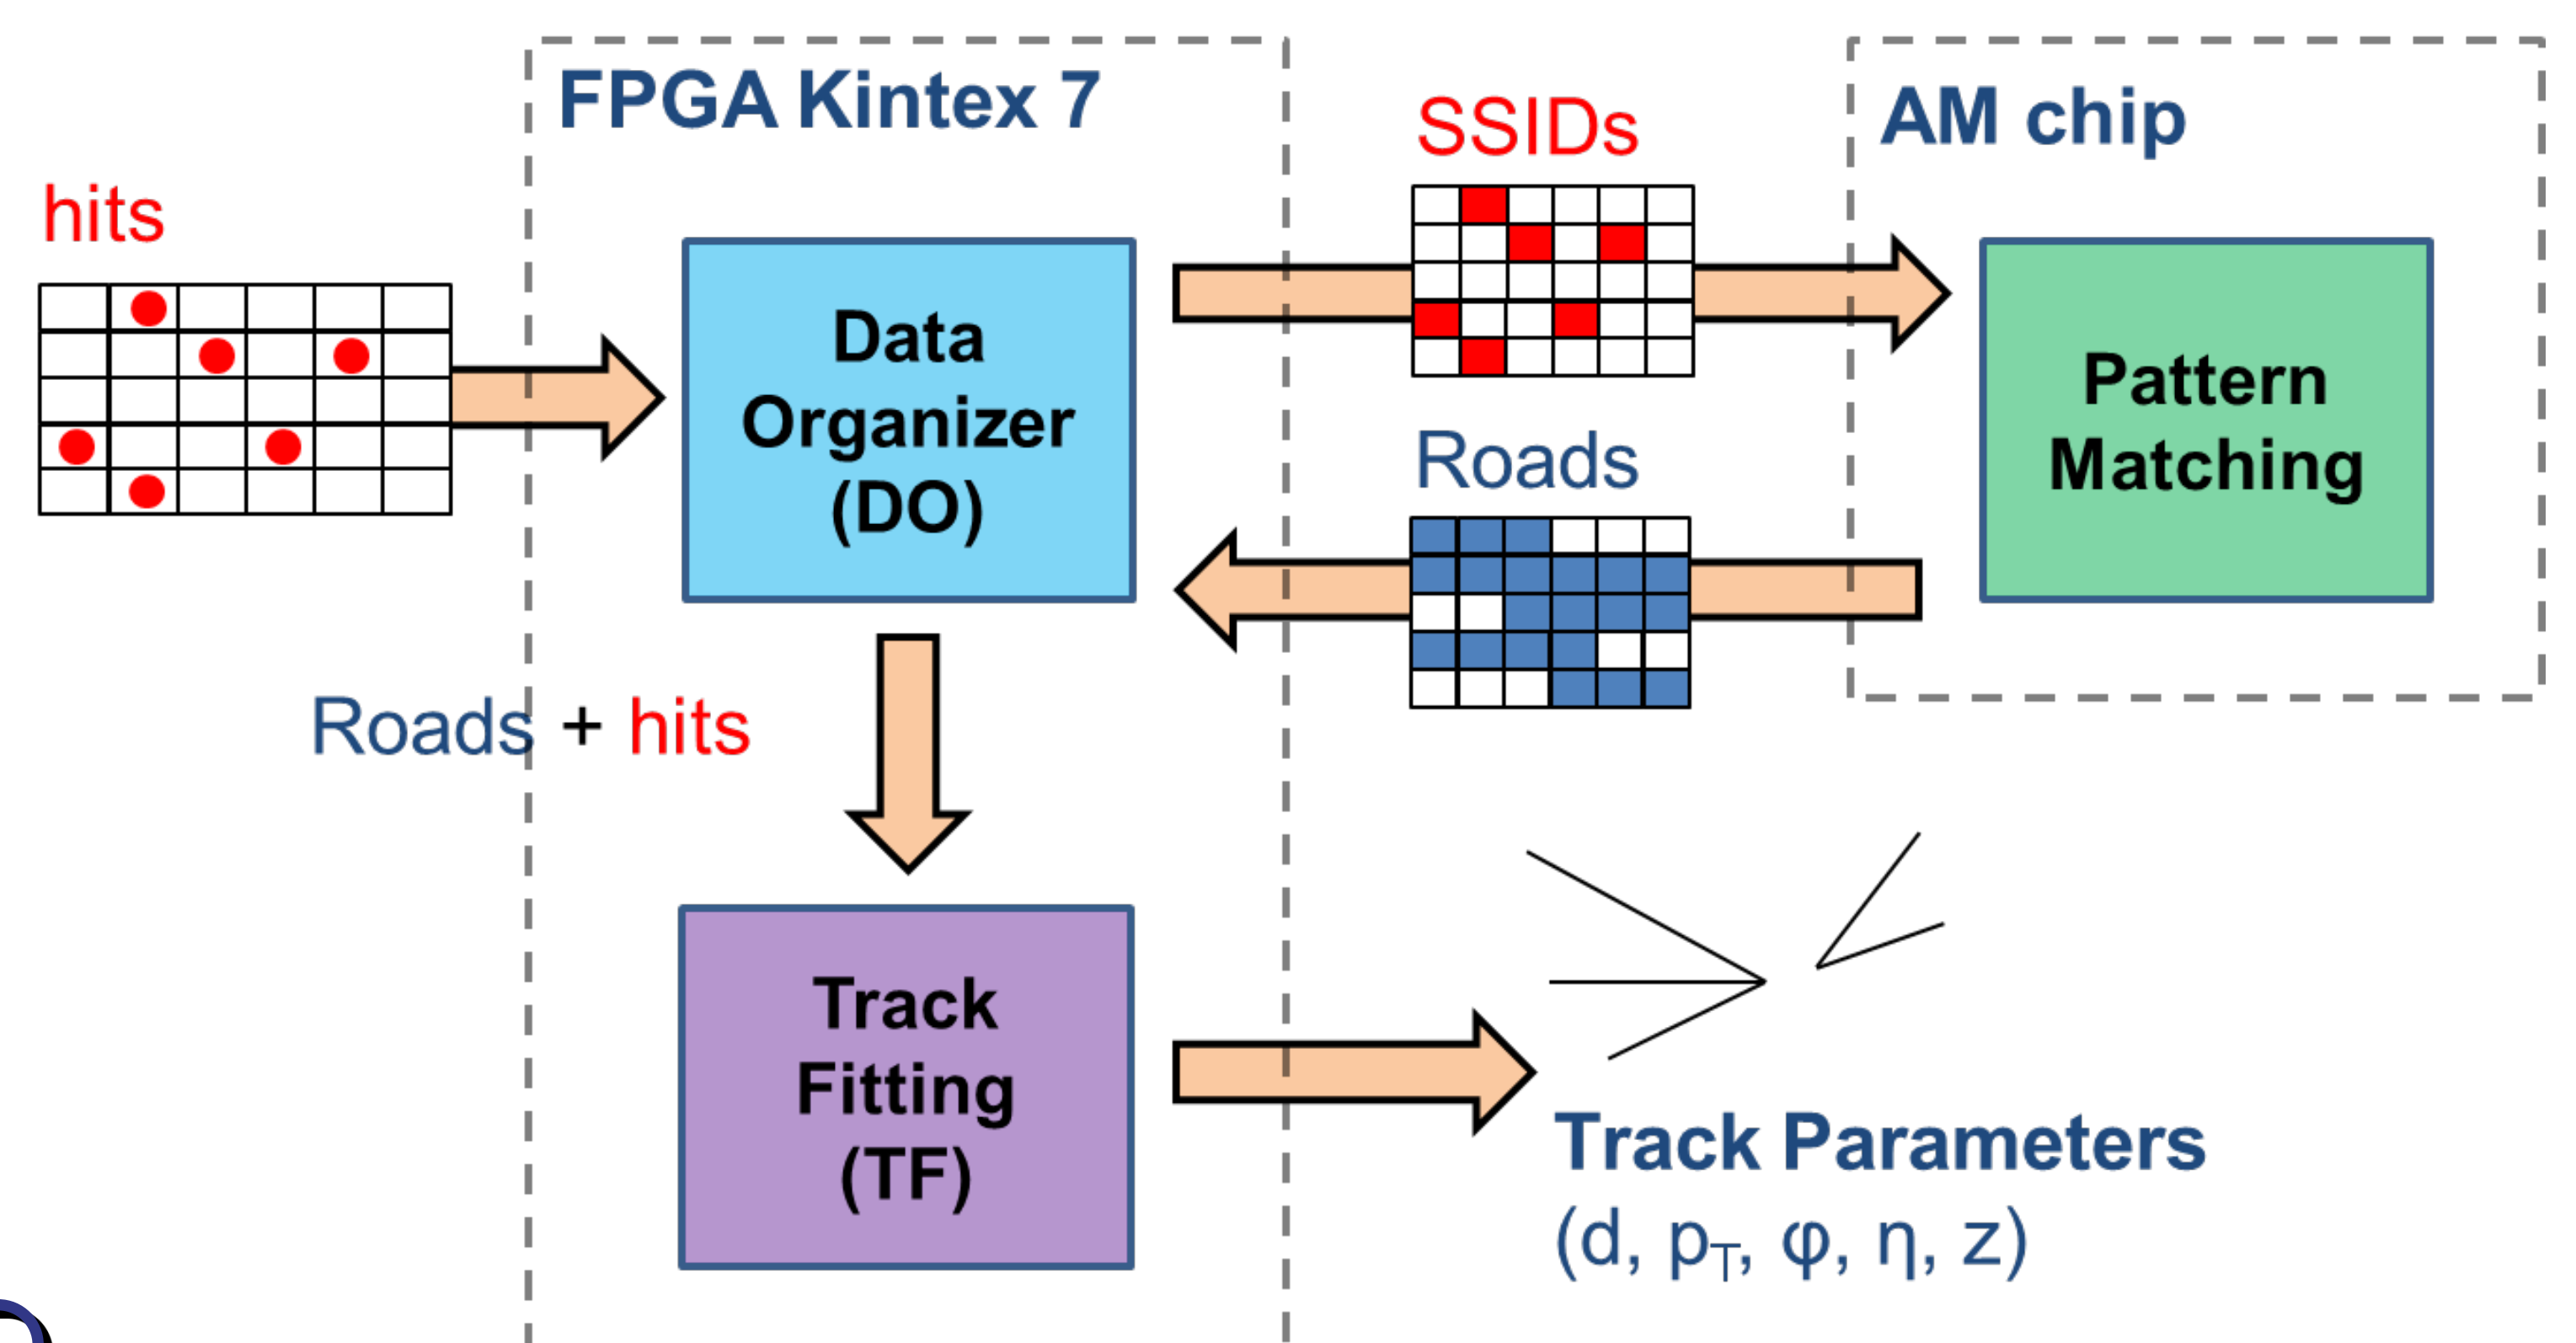 FPGA Kintex 7
AM chip
SSIDs
hits
Data
Organizer
(DO)
Pattern
Matching
Roads
Roads + hits
Track
Fitting
(TF)
Track Parameters
(d, p_T, φ, η, z)